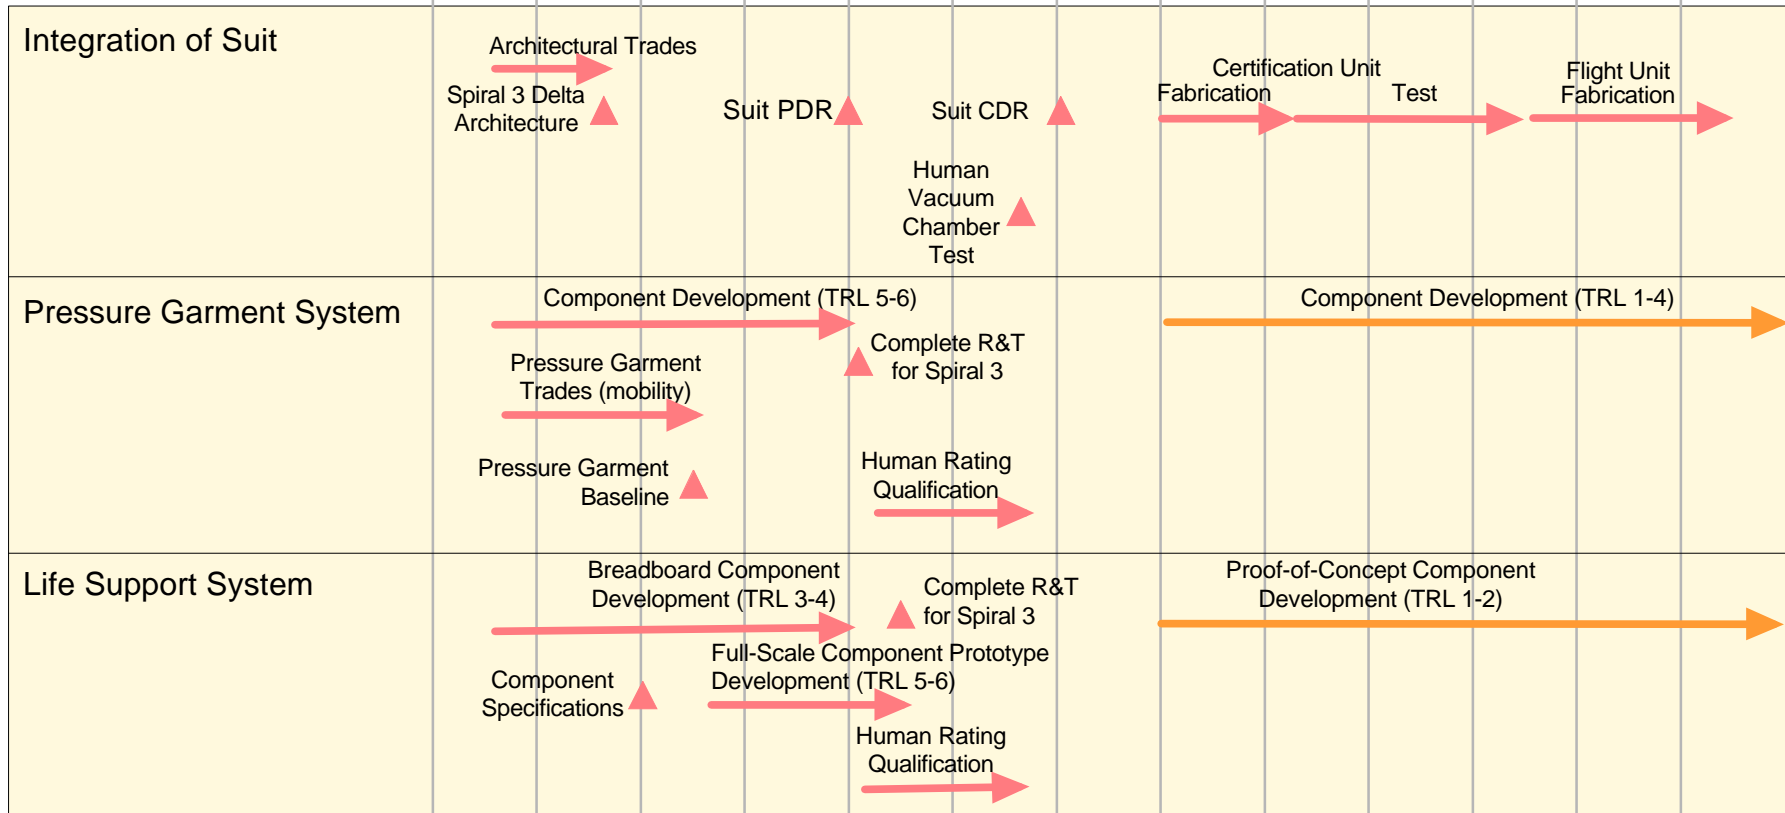 Integration of Suit
Architectural Trades
Spiral 3 Delta
Architecture
Suit PDR
Suit CDR
Human
Vacuum
Chamber
Test
Certification Unit
Fabrication
Test
Flight Unit
Fabrication
Pressure Garment System
Component Development (TRL 5-6)
Complete R&T
for Spiral 3
Pressure Garment
Trades (mobility)
Pressure Garment
Baseline
Human Rating
Qualification
Component Development (TRL 1-4)
Life Support System
Breadboard Component
Development (TRL 3-4)
Complete R&T
for Spiral 3
Component
Specifications
Full-Scale Component Prototype
Development (TRL 5-6)
Human Rating
Qualification
Proof-of-Concept Component
Development (TRL 1-2)